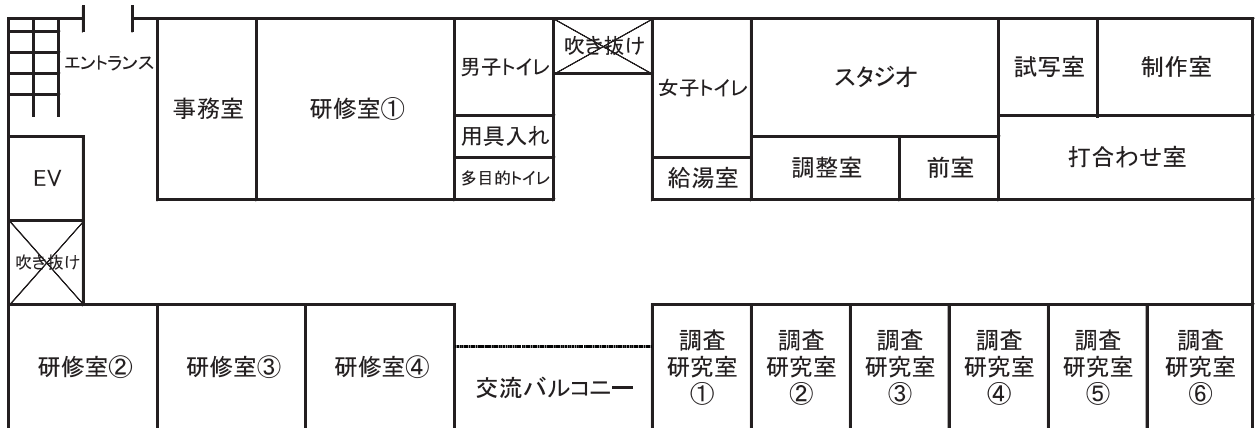 エントランス
事務室
研修室①
男子トイレ
用具入れ
多目的トイレ
吹き抜け
女子トイレ
給湯室
スタジオ
調整室
前室
試写室
制作室
打合わせ室
EV
吹き抜け
研修室②
研修室③
研修室④
交流バルコニー
調査
研究室
①
調査
研究室
②
調査
研究室
③
調査
研究室
④
調査
研究室
⑤
調査
研究室
⑥